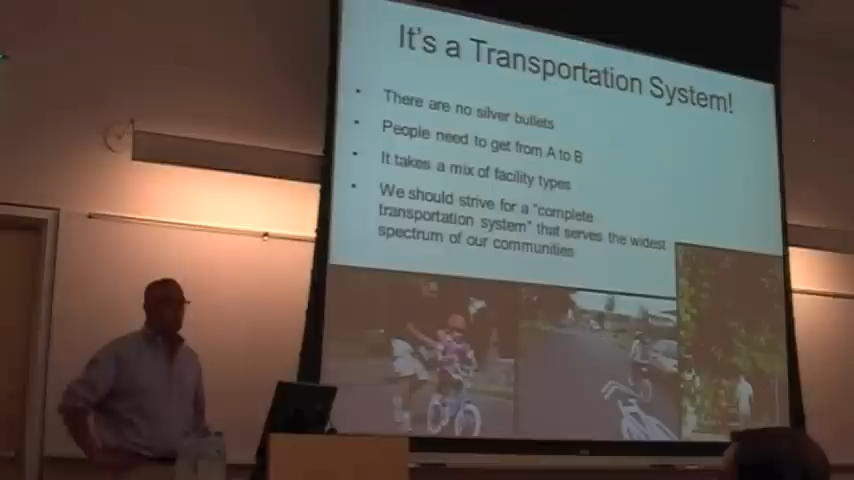 It's a Transportation System!
• There are no silver bullets
• People need to get from A to B
• It takes a mix of facility types
• We should strive for a "complete
transportation system" that serves the widest
spectrum of our communities